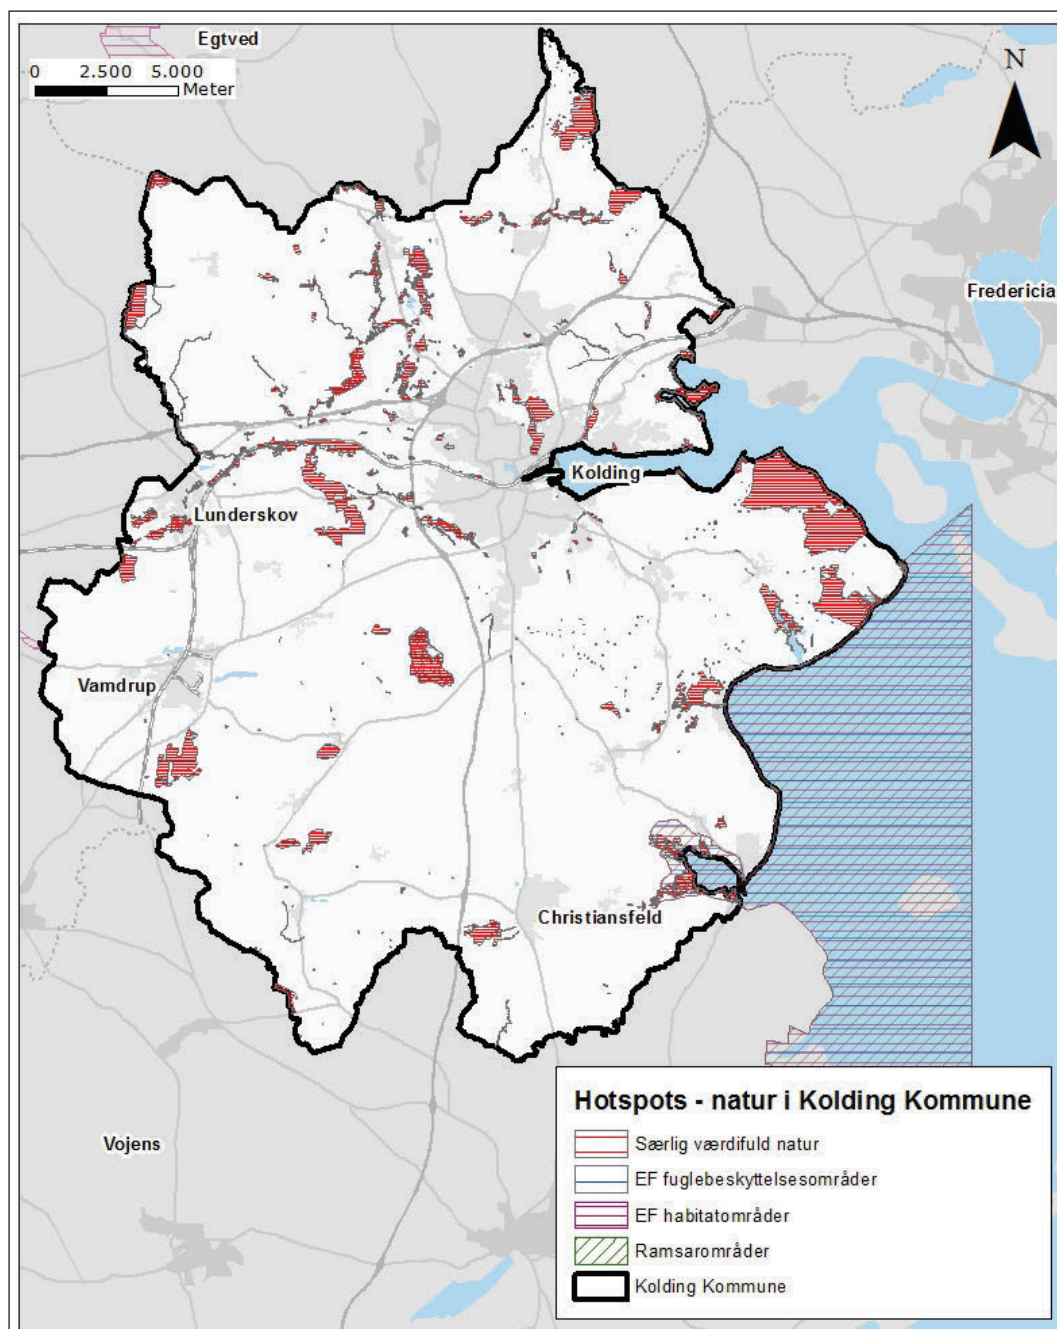 Egtved
0 2.500 5.000
Meter
N
Fredericia
Kolding
Lunderskov
Vamdrup
Christiansfeld
Vojens
Hotspots - natur i Kolding Kommune
Særlig værdifuld natur
EF fuglebeskyttelsesområder
EF habitatområder
Ramsarområder
Kolding Kommune